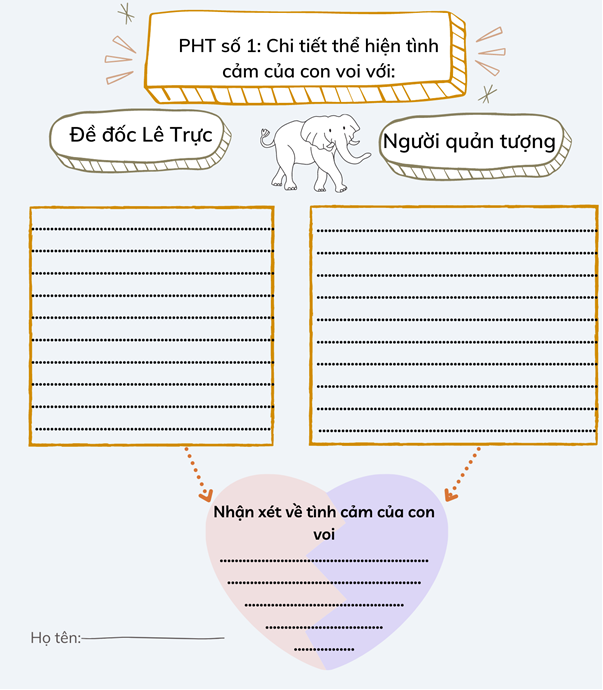 PHT số 1: Chi tiết thể hiện tình
cảm của con voi với:
Đề đốc Lê Trực
Người quản tượng
Nhận xét về tình cảm của con
voi
Họ tên: